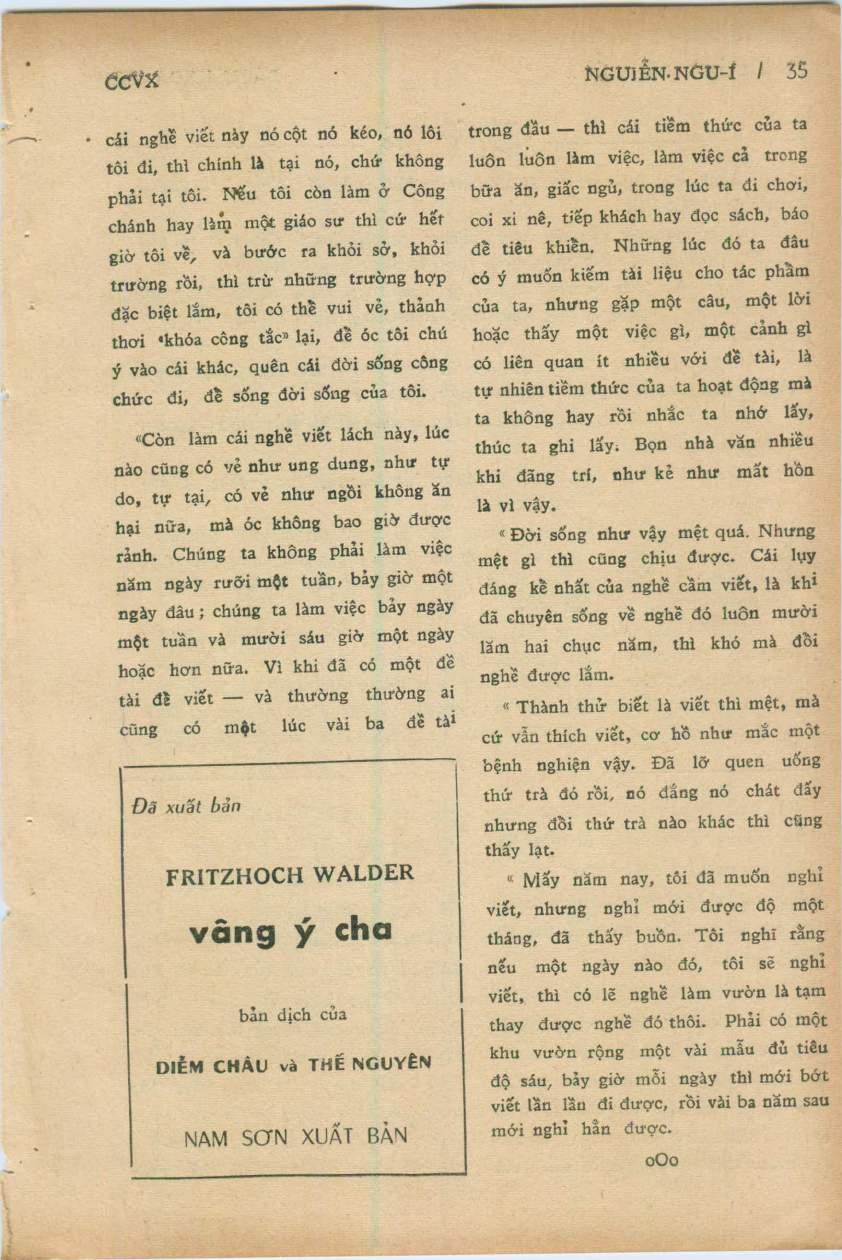 CCVX
NGUIỄN·NGU-Í / 35
cái nghề viết này nó cột nó kéo, nó lôi
tôi đi, thì chính là tại nó, chứ không
phải tại tôi. Nếu tôi còn làm ở Công
chánh hay làm một giáo sư thì cứ hết
giờ tôi về, và bước ra khỏi sở, khỏi
trường rồi, thì trừ những trường hợp
đặc biệt lắm, tôi có thể vui vẻ, thảnh
thơi «khóa công tắc» lại, để óc tôi chú
ý vào cái khác, quên cái đời sống công
chức đi, để sống đời sống của tôi.
«Còn làm cái nghề viết lách này, lúc
nào cũng có vẻ như ung dung, như tự
do, tự tại, có vẻ như ngồi không ăn
hại nữa, mà óc không bao giờ được
rảnh. Chúng ta không phải làm việc
năm ngày rưỡi một tuần, bảy giờ một
ngày đâu ; chúng ta làm việc bảy ngày
một tuần và mười sáu giờ một ngày
hoặc hơn nữa. Vì khi đã có một đề
tài để viết — và thường thường ai
cũng có một lúc vài ba đề tài
Đã xuất bản
FRITZHOCH WALDER
vâng ý cha
bản dịch của
DIỄM CHÂU và THẾ NGUYÊN
NAM SƠN XUẤT BẢN
trong đầu — thì cái tiềm thức của ta
luôn luôn làm việc, làm việc cả trong
bữa ăn, giấc ngủ, trong lúc ta đi chơi,
coi xi nê, tiếp khách hay đọc sách, báo
để tiêu khiển. Những lúc đó ta đâu
có ý muốn kiếm tài liệu cho tác phẩm
của ta, nhưng gặp một câu, một lời
hoặc thấy một việc gì, một cảnh gì
có liên quan ít nhiều với đề tài, là
tự nhiên tiềm thức của ta hoạt động mà
ta không hay rồi nhắc ta nhớ lấy,
thúc ta ghi lấy. Bọn nhà văn nhiều
khi đãng trí, như kẻ như mất hồn
là vì vậy.
« Đời sống như vậy mệt quá. Nhưng
mệt gì thì cũng chịu được. Cái lụy
đáng kể nhất của nghề cầm viết, là khi
đã chuyên sống về nghề đó luôn mười
lăm hai chục năm, thì khó mà đổi
nghề được lắm.
« Thành thử biết là viết thì mệt, mà
cứ vẫn thích viết, cơ hồ như mắc một
bệnh nghiện vậy. Đã lỡ quen uống
thứ trà đó rồi, nó đắng nó chát đấy
nhưng đổi thứ trà nào khác thì cũng
thấy lạt.
« Mấy năm nay, tôi đã muốn nghỉ
viết, nhưng nghỉ mới được độ một
tháng, đã thấy buồn. Tôi nghĩ rằng
nếu một ngày nào đó, tôi sẽ nghỉ
viết, thì có lẽ nghề làm vườn là tạm
thay được nghề đó thôi. Phải có một
khu vườn rộng một vài mẫu đủ tiêu
độ sáu, bảy giờ mỗi ngày thì mới bớt
viết lần lần đi được, rồi vài ba năm sau
mới nghỉ hẳn được.
oOo